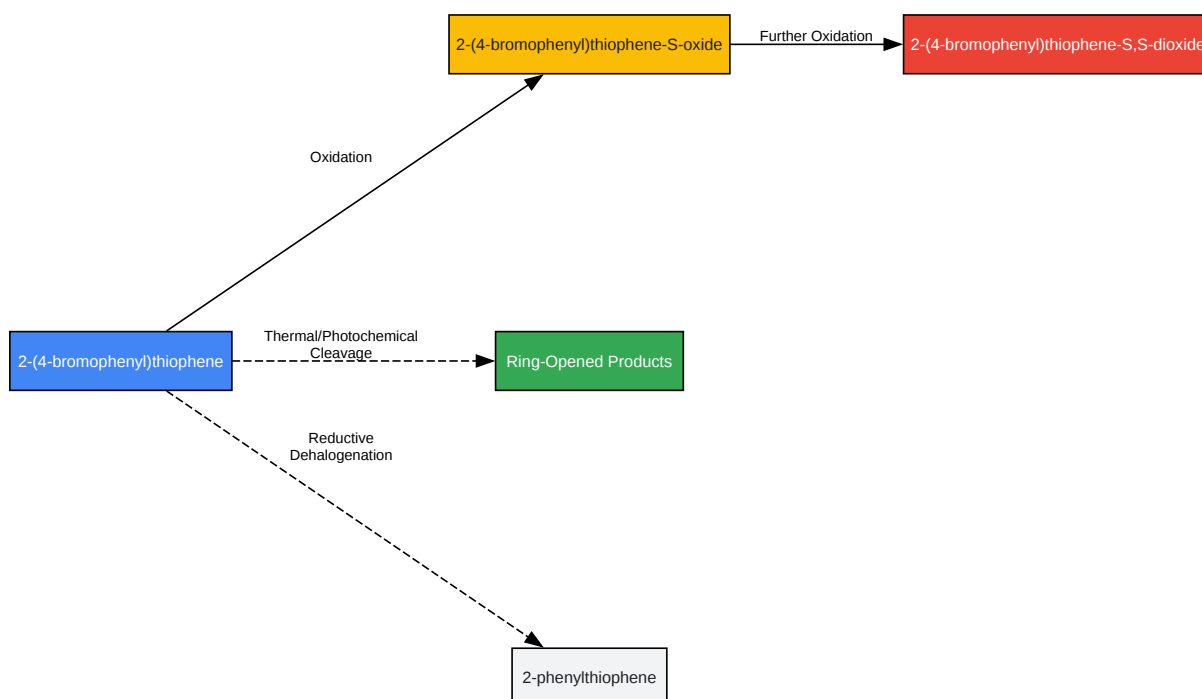 2-(4-bromophenyl)thiophene-S-oxide
Further Oxidation
2-(4-bromophenyl)thiophene-S,S-dioxide
Oxidation
2-(4-bromophenyl)thiophene
Thermal/Photochemical
Cleavage
Ring-Opened Products
Reductive
Dehalogenation
2-phenylthiophene